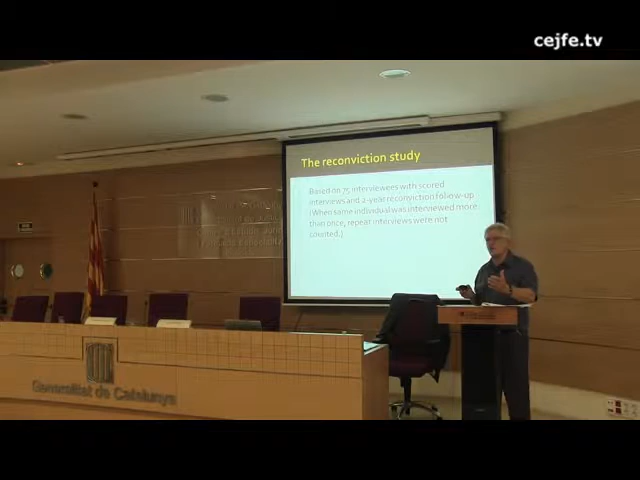 cejfe.tv
The reconviction study
Based on 75 interviewees with scored
interviews and 2-year reconviction follow-up
(When same individual was interviewed more
than once, repeat interviews were not
counted.)
Generalitat de Catalunya